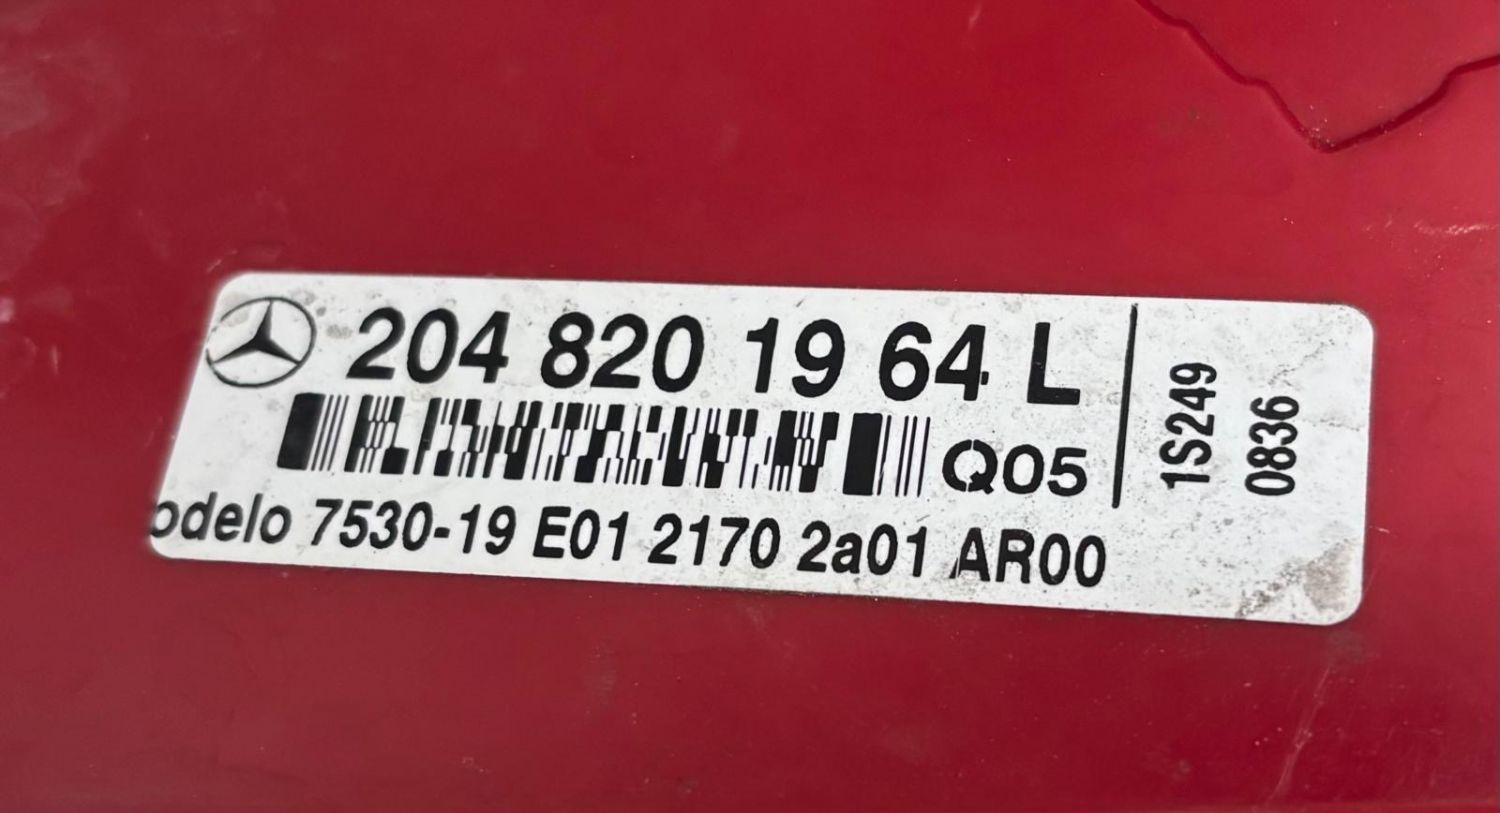 204 820 19 64 L
Q05
odelo 7530-19 E01 2170 2a01 AR00
1S249
0836